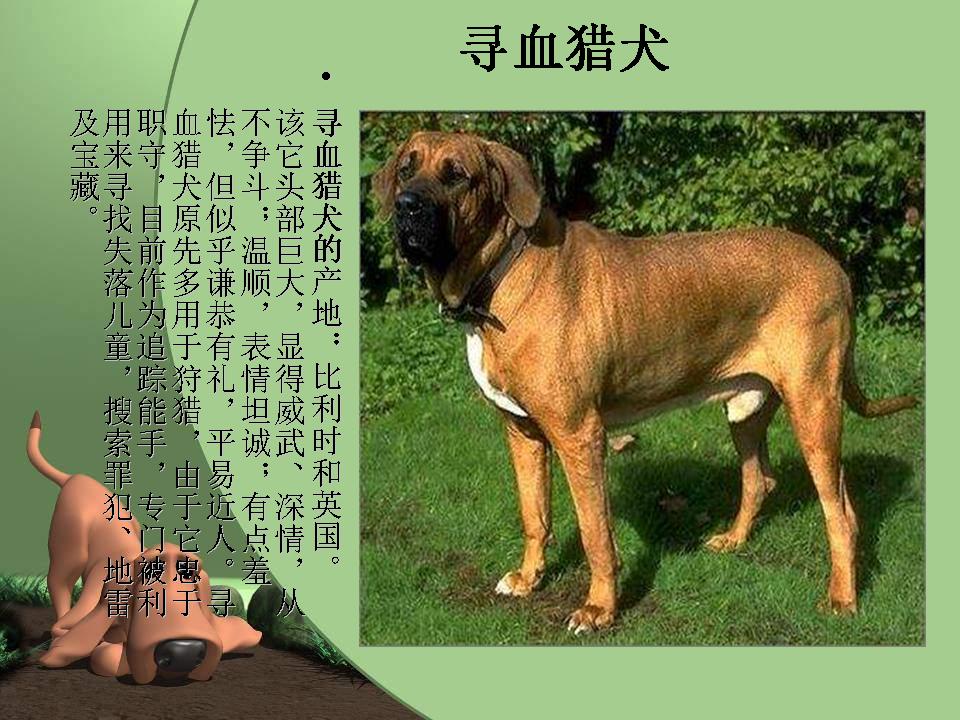 寻血猎犬
•
寻血猎犬的产地：比利时和英国。
该它头部巨大，显得威武、深情，从
不争斗；温顺，表情坦诚；有点羞
怯，但似乎谦恭有礼，平易近人。寻
血猎犬原先多用于狩猎，由于它忠于
职守，目前作为追踪能手，专门被利
用来寻找失落儿童，搜索罪犯、地雷
及宝藏。